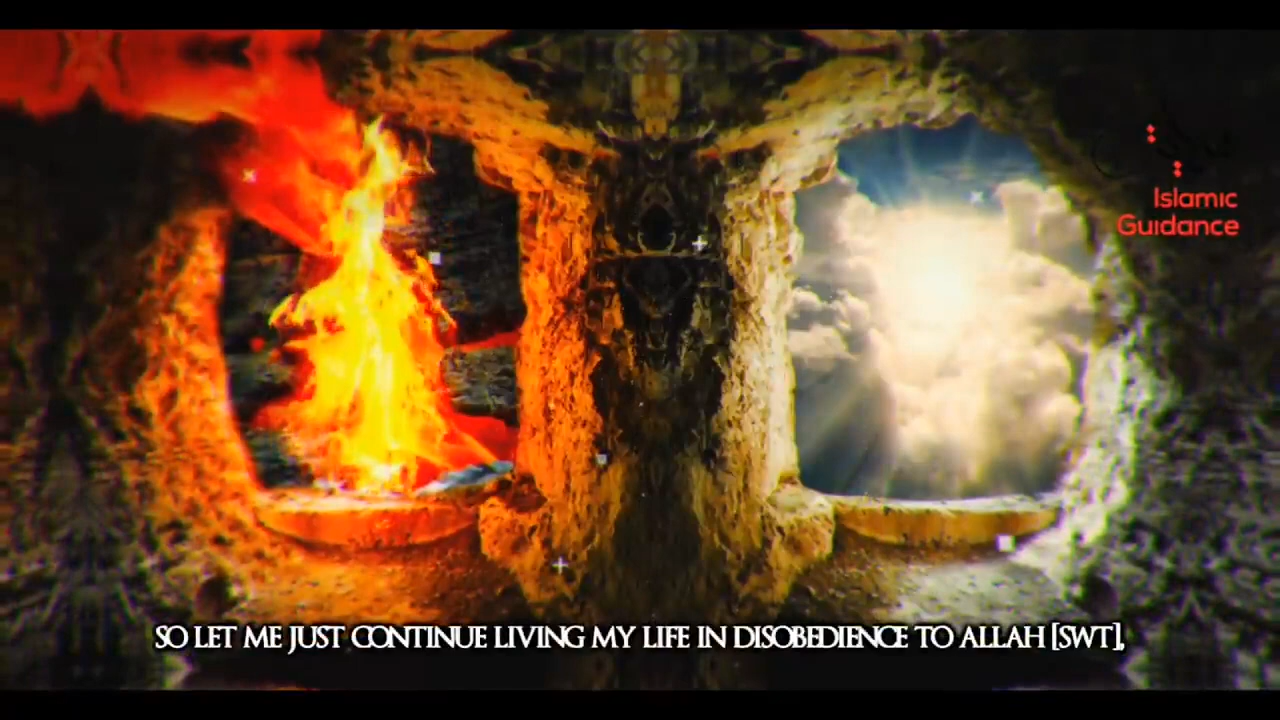 Islamic
Guidance
SO LET ME JUST CONTINUE LIVING MY LIFE IN DISOBEDIENCE TO ALLAH [SWT],